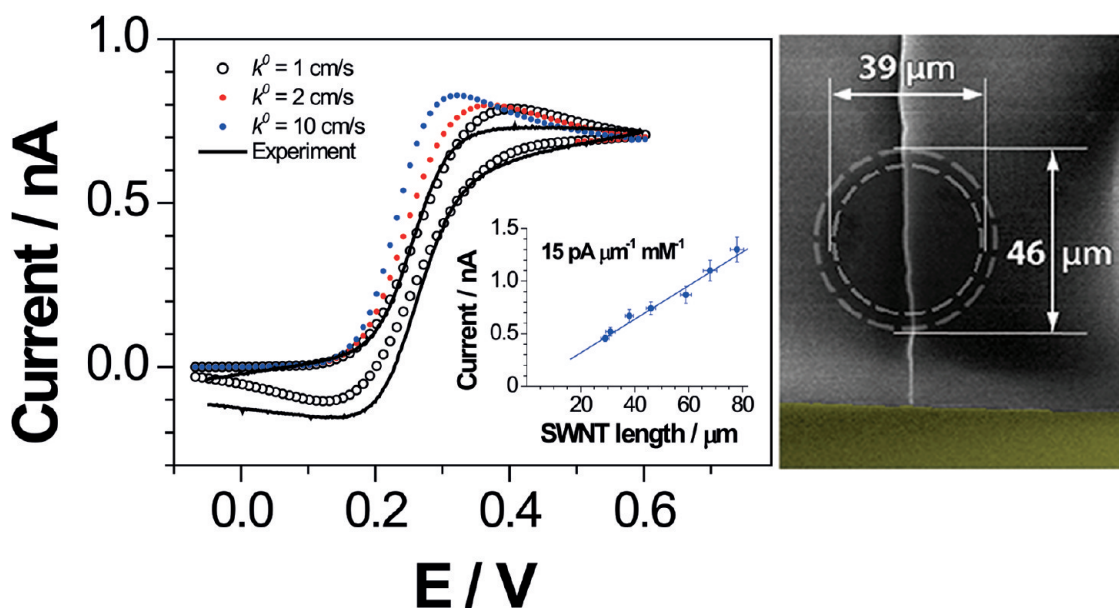 1.0
0.5
0.0
Current / nA
0.0
0.2
0.4
0.6
E / V
k⁰ = 1 cm/s
k⁰ = 2 cm/s
k⁰ = 10 cm/s
Experiment
1.5
1.0
0.5
0
Current / nA
15 pA μm⁻¹ mM⁻¹
20
40
60
80
SWNT length / μm
39 μm
46 μm